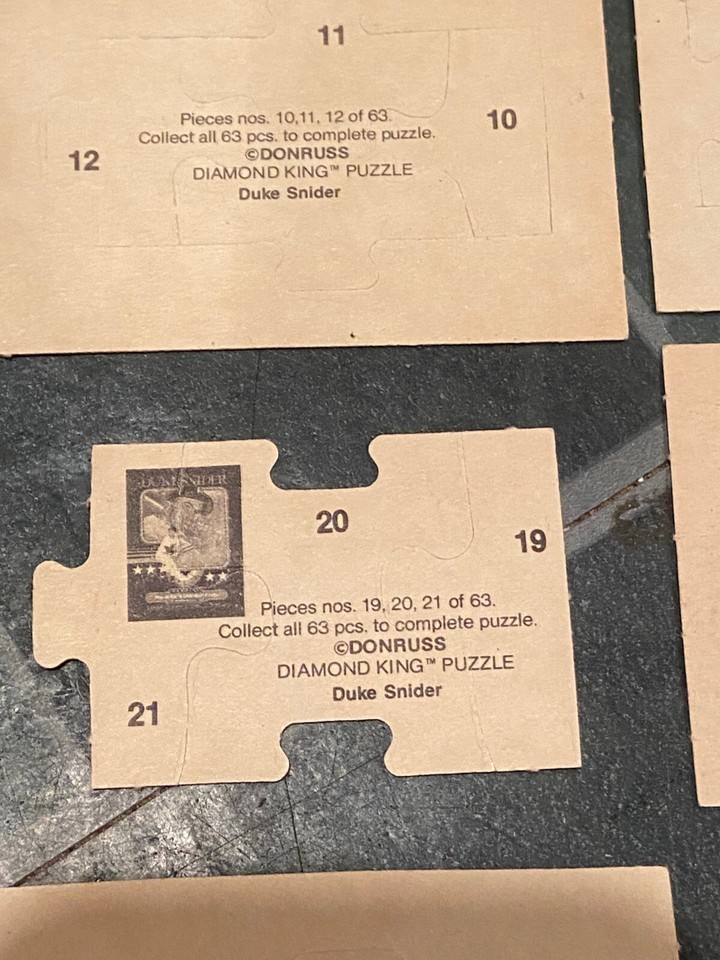 11
Pieces nos. 10,11, 12 of 63.
10
Collect all 63 pcs. to complete puzzle.
12
©DONRUSS
DIAMOND KING™ PUZZLE
Duke Snider
DUKE SNIDER
20
19
Pieces nos. 19, 20, 21 of 63.
Collect all 63 pcs. to complete puzzle.
©DONRUSS
DIAMOND KING™ PUZZLE
Duke Snider
21